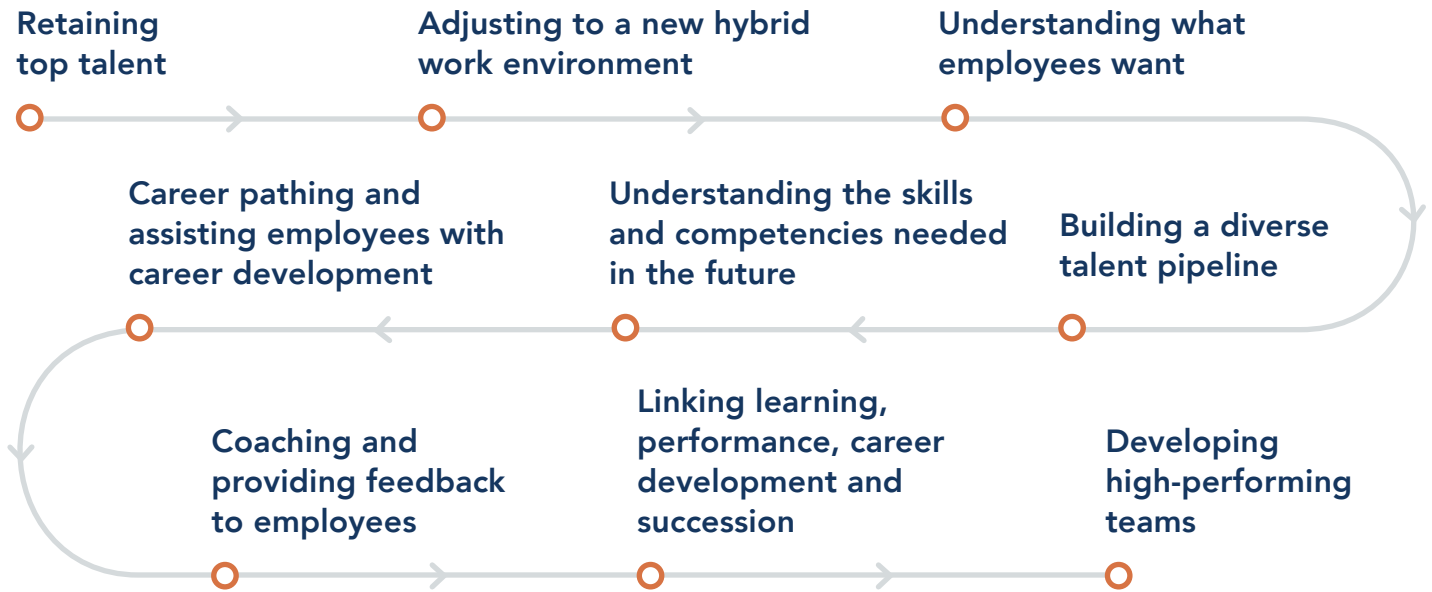 Retaining
top talent
Adjusting to a new hybrid
work environment
Understanding what
employees want
Building a diverse
talent pipeline
Understanding the skills
and competencies needed
in the future
Career pathing and
assisting employees with
career development
Coaching and
providing feedback
to employees
Linking learning,
performance, career
development and
succession
Developing
high-performing
teams